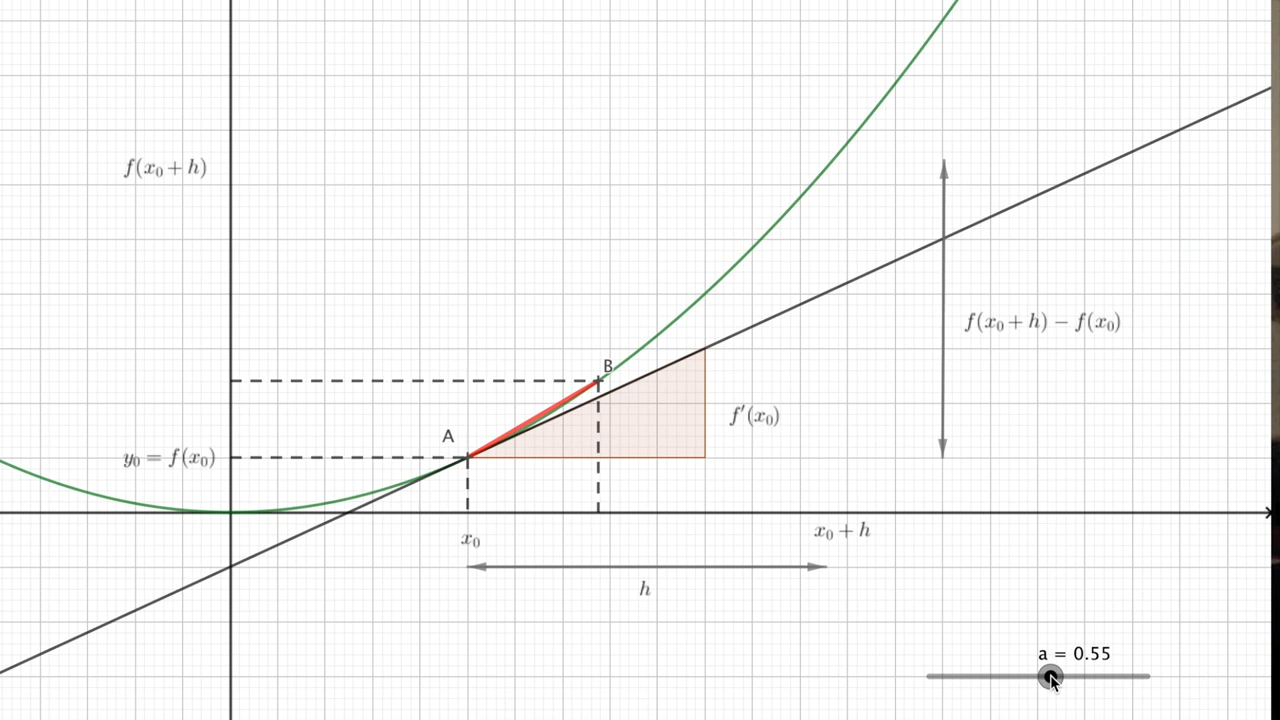 f(x₀ + h)
f(x₀ + h) − f(x₀)
B
f′(x₀)
A
y₀ = f(x₀)
x₀ + h
x₀
h
a = 0.55